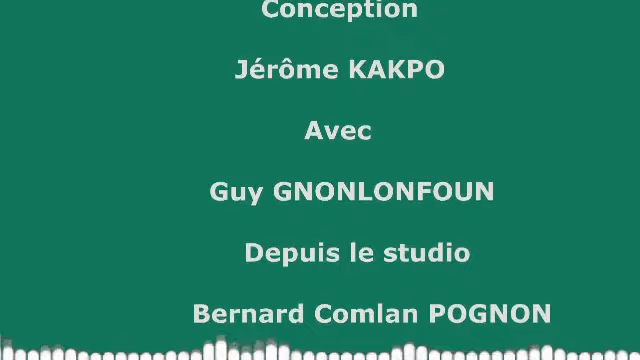 Conception
Jérôme KAKPO
Avec
Guy GNONLONFOUN
Depuis le studio
Bernard Comlan POGNON